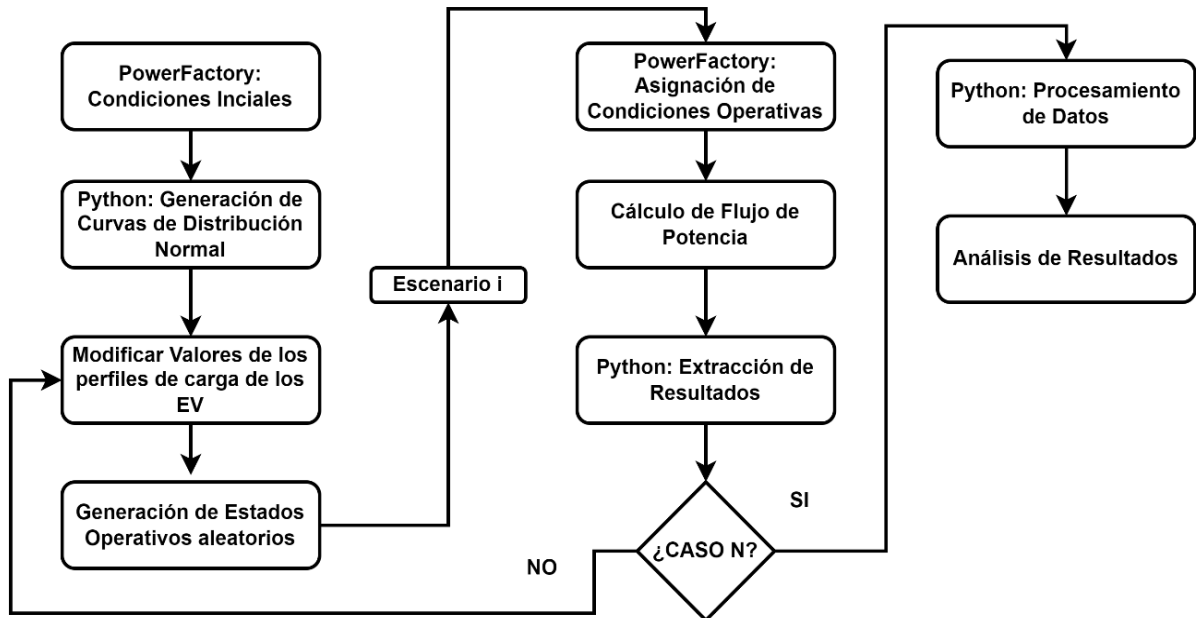 PowerFactory:
Condiciones Inciales
Python: Generación de
Curvas de Distribución
Normal
Modificar Valores de los
perfiles de carga de los
EV
Generación de Estados
Operativos aleatorios
Escenario i
PowerFactory:
Asignación de
Condiciones Operativas
Cálculo de Flujo de
Potencia
Python: Extracción de
Resultados
¿CASO N?
NO
SI
Python: Procesamiento
de Datos
Análisis de Resultados